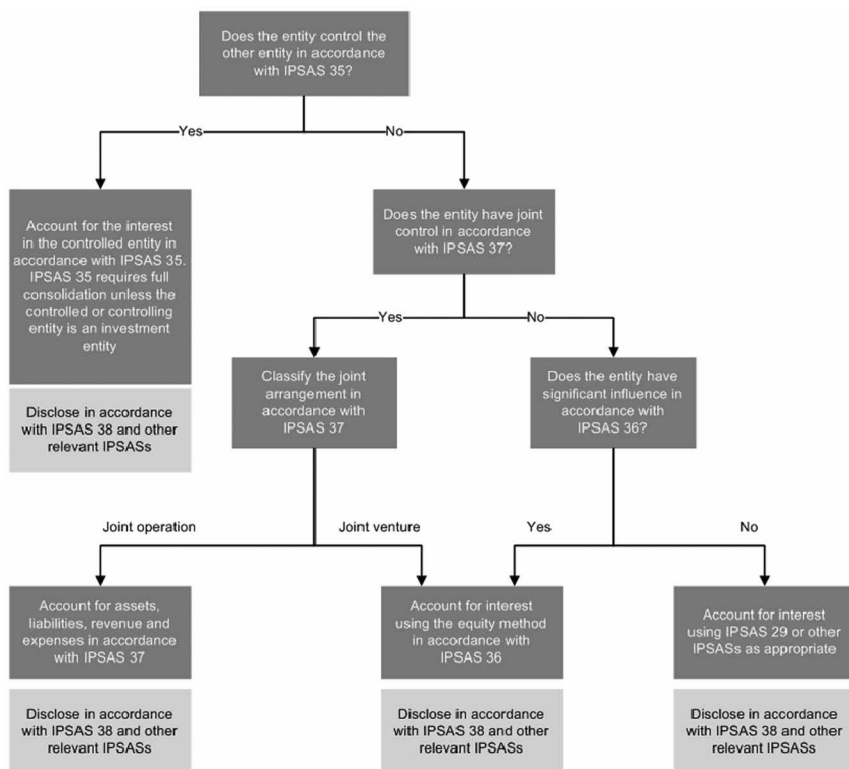 Does the entity control the
other entity in accordance
with IPSAS 35?
Yes
No
Account for the interest
in the controlled entity in
accordance with IPSAS 35.
IPSAS 35 requires full
consolidation unless the
controlled or controlling
entity is an investment
entity
Disclose in accordance
with IPSAS 38 and other
relevant IPSASs
Does the entity have joint
control in accordance
with IPSAS 37?
Yes
No
Classify the joint
arrangement in
accordance with
IPSAS 37
Does the entity have
significant influence in
accordance with
IPSAS 36?
Joint operation
Joint venture
Yes
No
Account for assets,
liabilities, revenue and
expenses in accordance
with IPSAS 37
Disclose in accordance
with IPSAS 38 and other
relevant IPSASs
Account for interest
using the equity method
in accordance with
IPSAS 36
Disclose in accordance
with IPSAS 38 and other
relevant IPSASs
Account for interest
using IPSAS 29 or other
IPSASs as appropriate
Disclose in accordance
with IPSAS 38 and other
relevant IPSASs